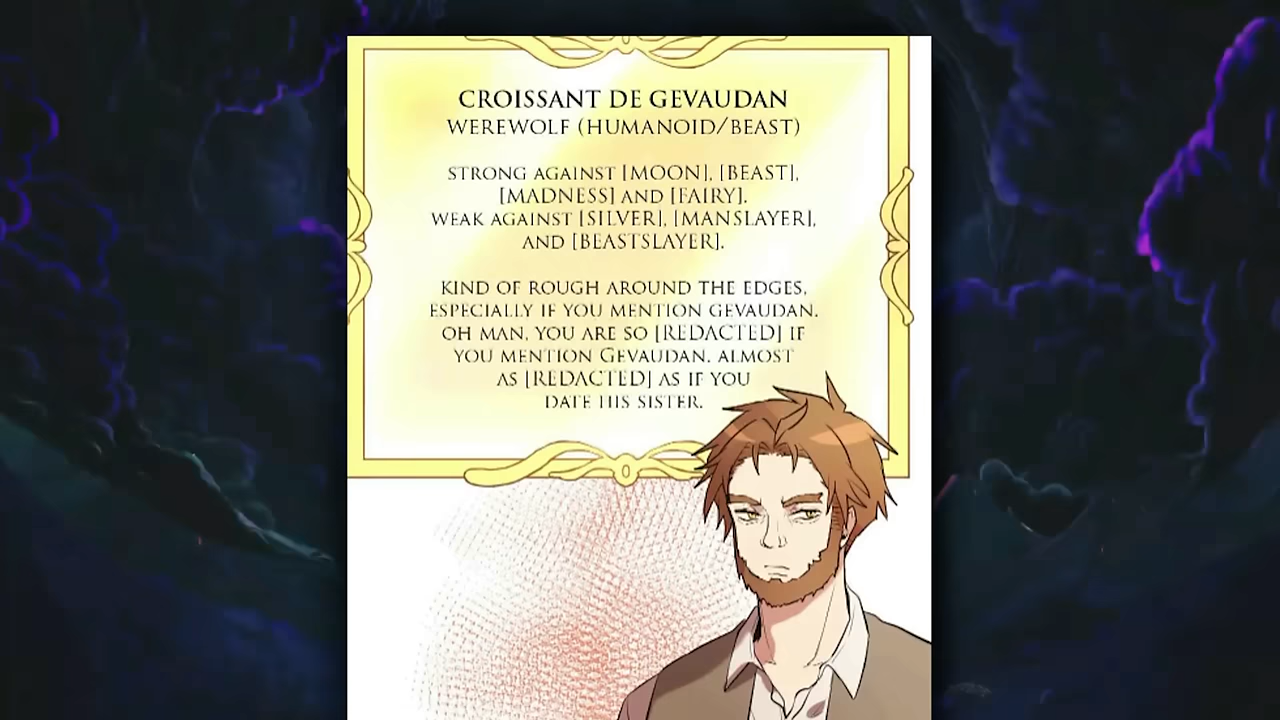 CROISSANT DE GEVAUDAN
WEREWOLF (HUMANOID/BEAST)
STRONG AGAINST [MOON], [BEAST],
[MADNESS] AND [FAIRY].
WEAK AGAINST [SILVER], [MANSLAYER],
AND [BEASTSLAYER].
KIND OF ROUGH AROUND THE EDGES,
ESPECIALLY IF YOU MENTION GEVAUDAN.
OH MAN, YOU ARE SO [REDACTED] IF
YOU MENTION GEVAUDAN. ALMOST
AS [REDACTED] AS IF YOU
DATE HIS SISTER.